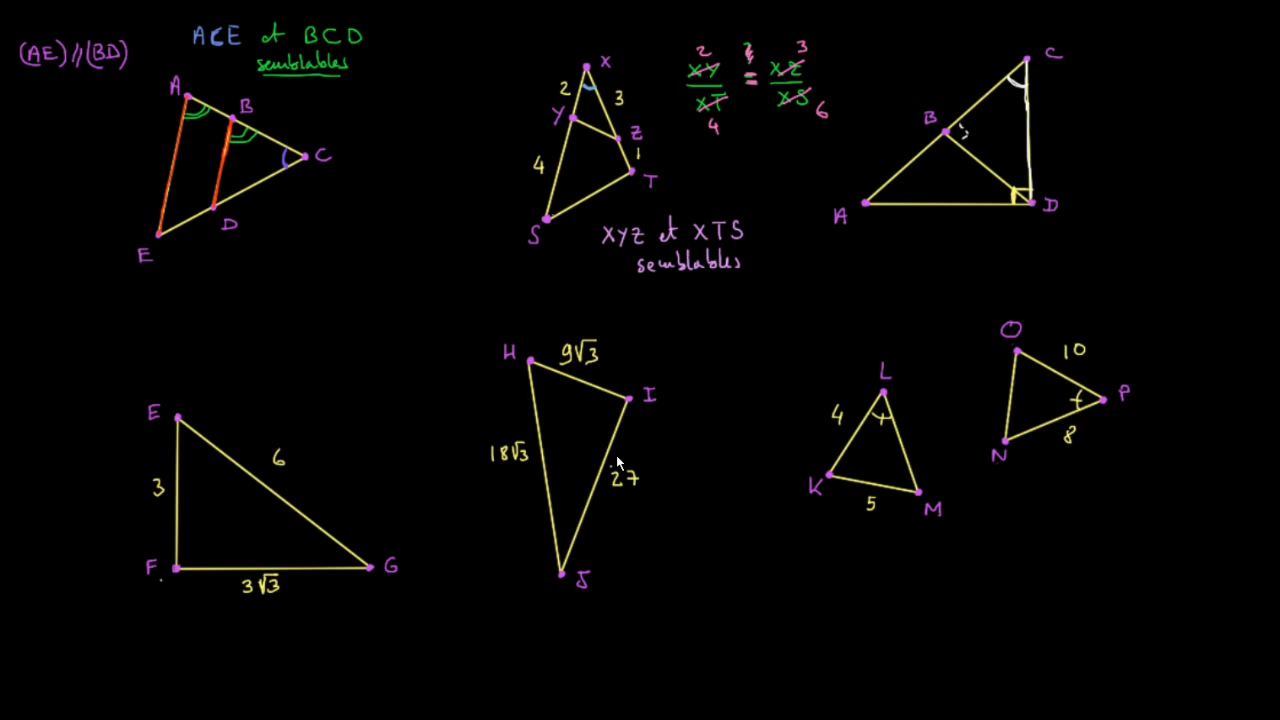 (AE)//(BD)
ACE et BCD
semblables
A
B
C
D
E
X
2
3
Y
Z
4
1
T
S
2 ? 3
XY = XZ
XT XS
4 6
XYZ et XTS
semblables
C
B
A
D
E
6
3
F
G
3√3
H
9√3
I
18√3
27
J
L
4
K
5
M
O
10
P
8
N